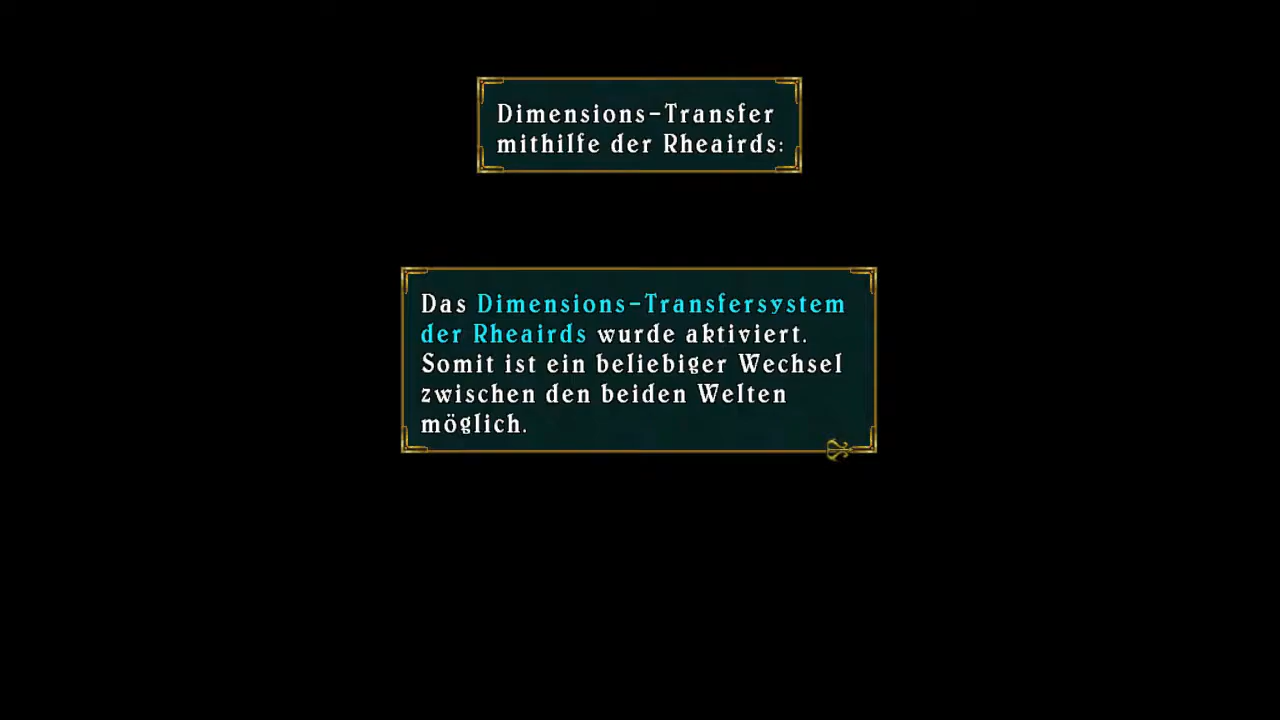 Dimensions-Transfer
mithilfe der Rheairds:
Das Dimensions-Transfersystem
der Rheairds wurde aktiviert.
Somit ist ein beliebiger Wechsel
zwischen den beiden Welten
möglich.